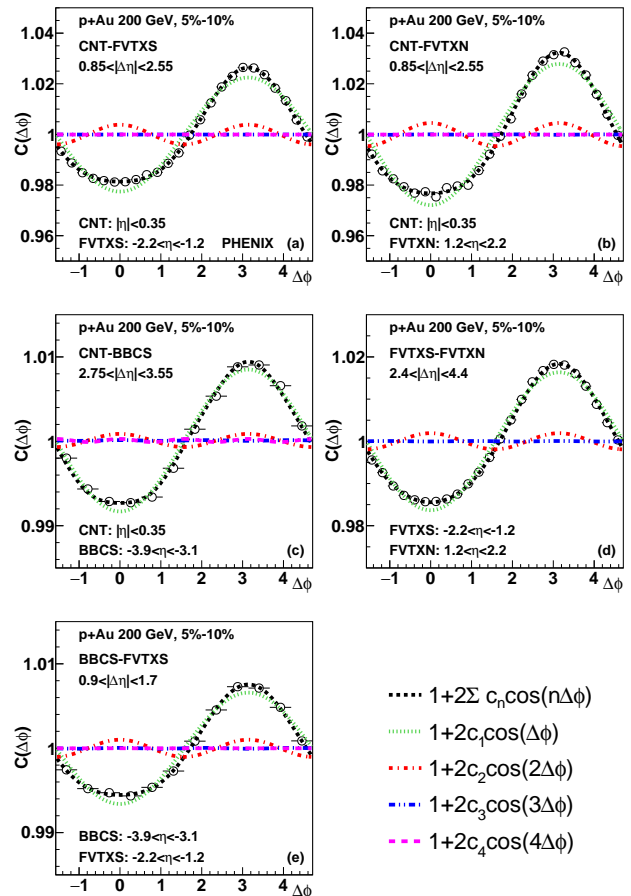 p+Au 200 GeV, 5%-10%
CNT-FVTXS
0.85<|Δη|<2.55
C(Δϕ)
1.04
1.02
1
0.98
0.96
CNT: |η|<0.35
FVTXS: -2.2<η<-1.2 PHENIX (a)
−1 0 1 2 3 4 Δϕ
p+Au 200 GeV, 5%-10%
CNT-FVTXN
0.85<|Δη|<2.55
C(Δϕ)
1.04
1.02
1
0.98
0.96
CNT: |η|<0.35
FVTXN: 1.2<η<2.2 (b)
−1 0 1 2 3 4 Δϕ
p+Au 200 GeV, 5%-10%
CNT-BBCS
2.75<|Δη|<3.55
C(Δϕ)
1.01
1
0.99
CNT: |η|<0.35
BBCS: -3.9<η<-3.1 (c)
−1 0 1 2 3 4 Δϕ
p+Au 200 GeV, 5%-10%
FVTXS-FVTXN
2.4<|Δη|<4.4
C(Δϕ)
1.02
1
0.98
FVTXS: -2.2<η<-1.2
FVTXN: 1.2<η<2.2 (d)
−1 0 1 2 3 4 Δϕ
p+Au 200 GeV, 5%-10%
BBCS-FVTXS
0.9<|Δη|<1.7
C(Δϕ)
1.01
1
0.99
BBCS: -3.9<η<-3.1
FVTXS: -2.2<η<-1.2 (e)
−1 0 1 2 3 4 Δϕ
1+2Σ cₙcos(nΔϕ)
1+2c₁cos(Δϕ)
1+2c₂cos(2Δϕ)
1+2c₃cos(3Δϕ)
1+2c₄cos(4Δϕ)